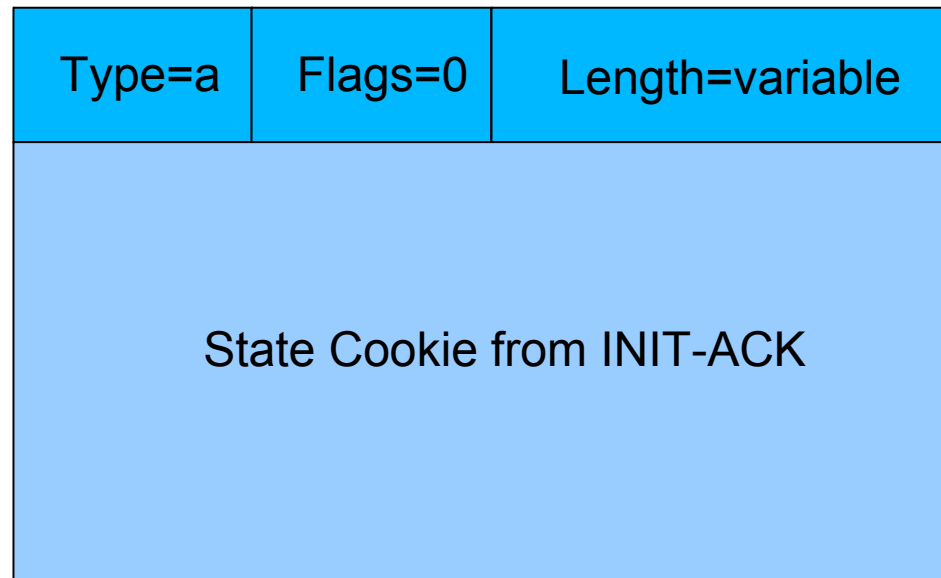 Type=a Flags=0 Length=variable
State Cookie from INIT-ACK